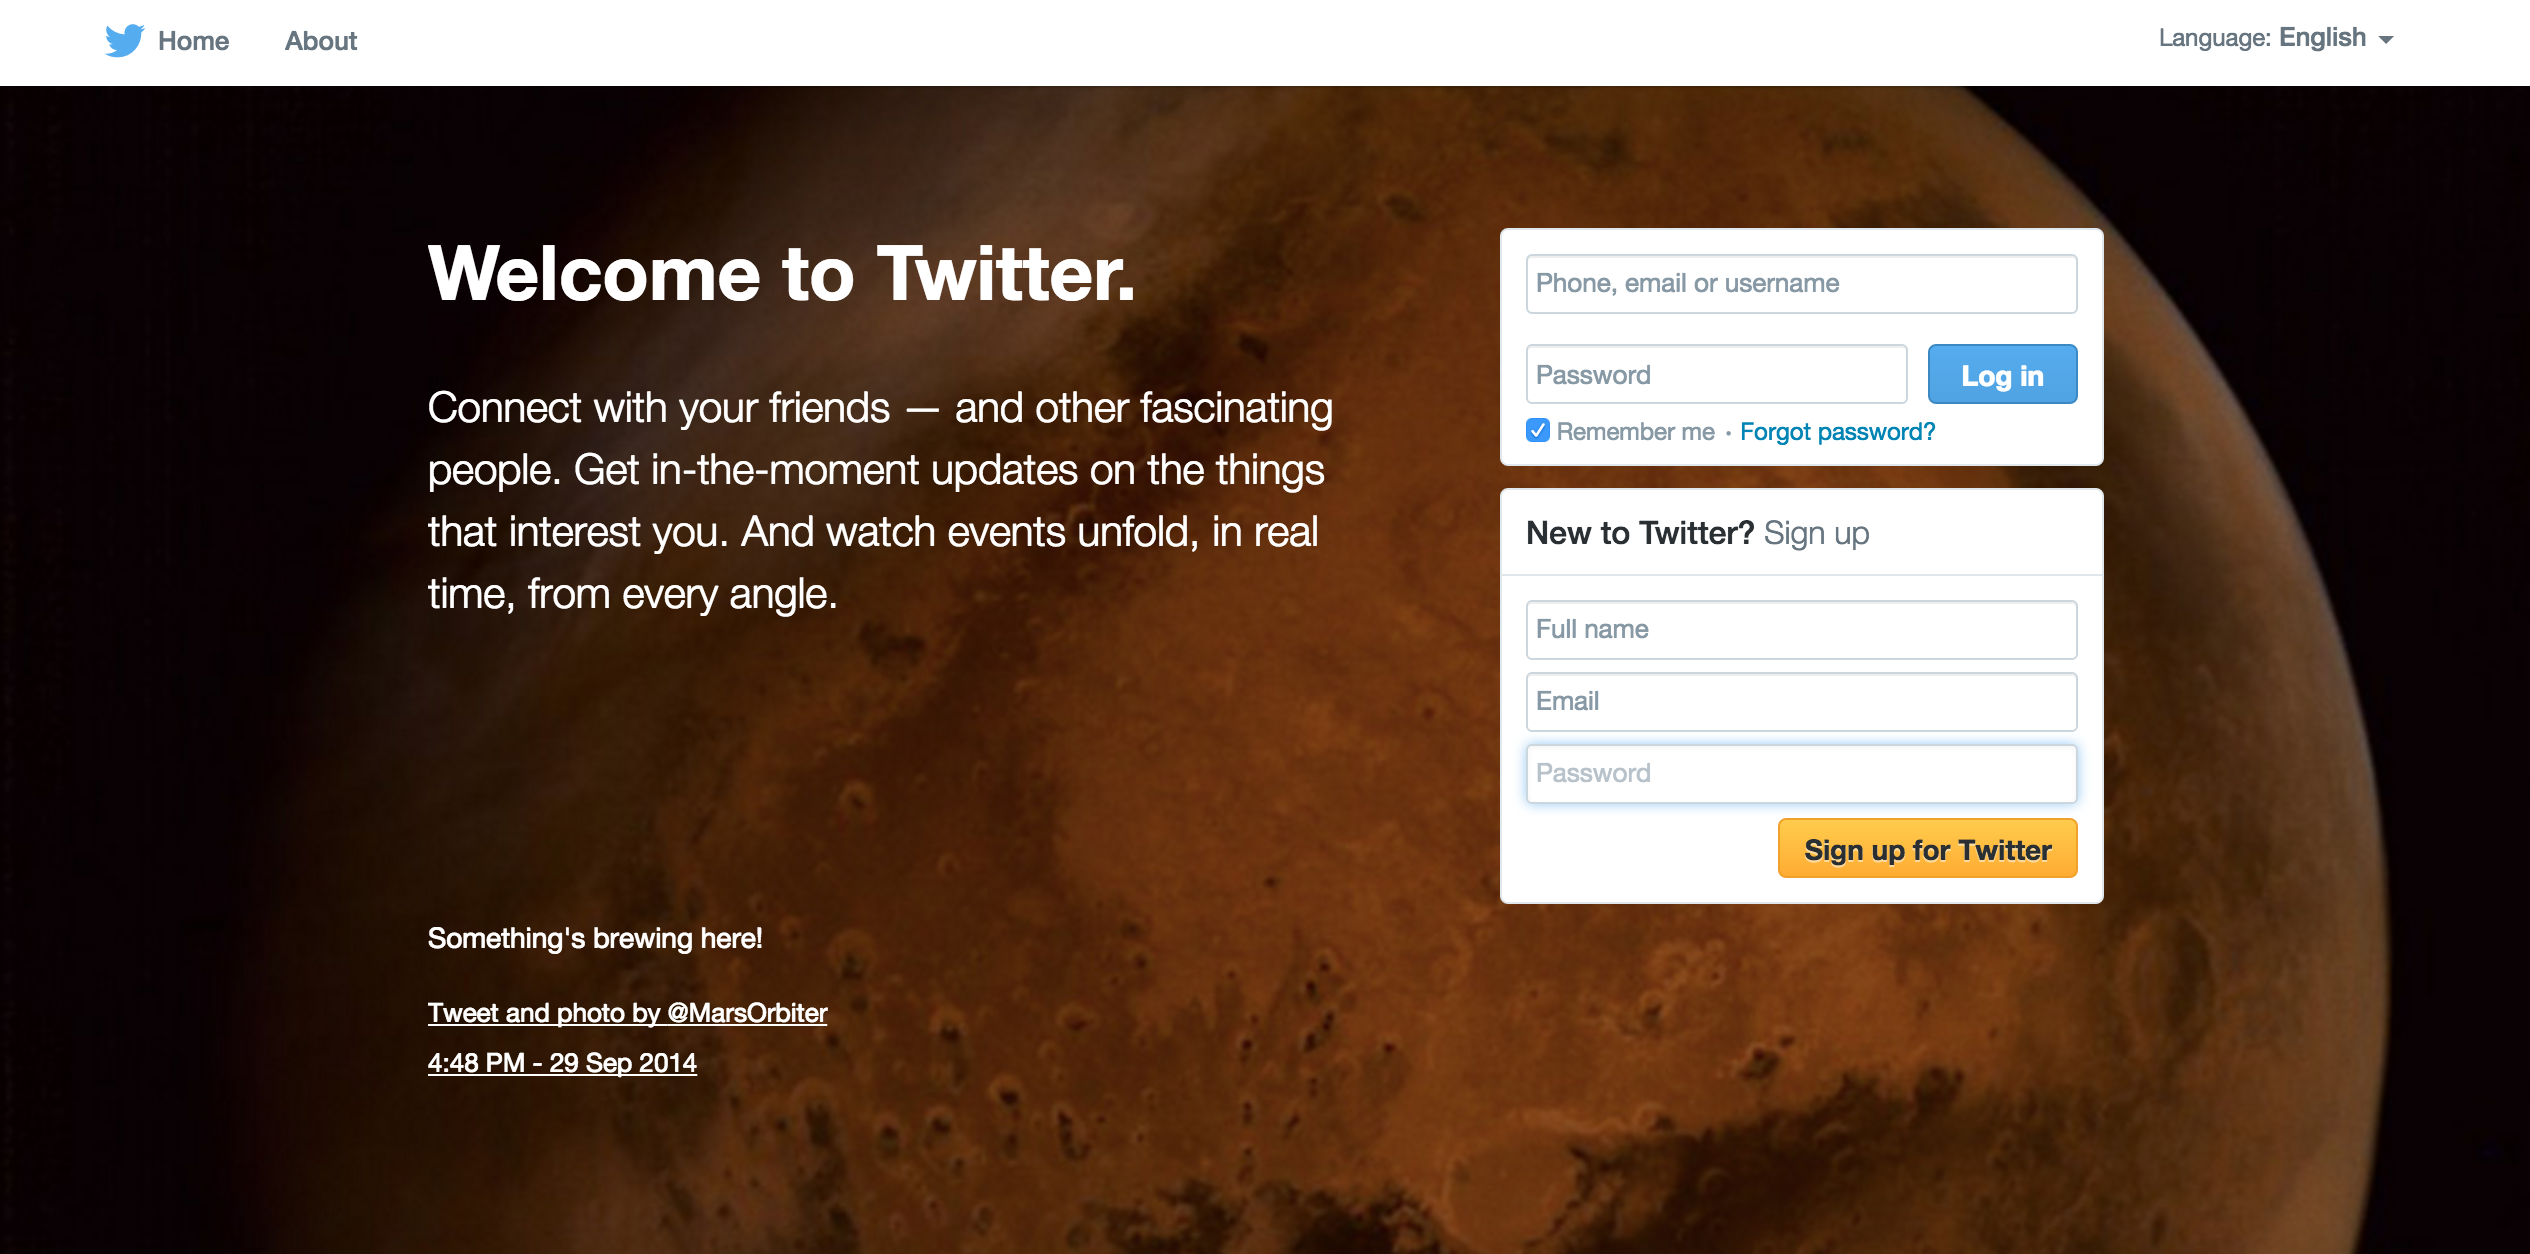 Home
About
Language: English
Welcome to Twitter.
Connect with your friends — and other fascinating
people. Get in-the-moment updates on the things
that interest you. And watch events unfold, in real
time, from every angle.
Something's brewing here!
Tweet and photo by @MarsOrbiter
4:48 PM - 29 Sep 2014
Phone, email or username
Password
Log in
Remember me · Forgot password?
New to Twitter? Sign up
Full name
Email
Password
Sign up for Twitter